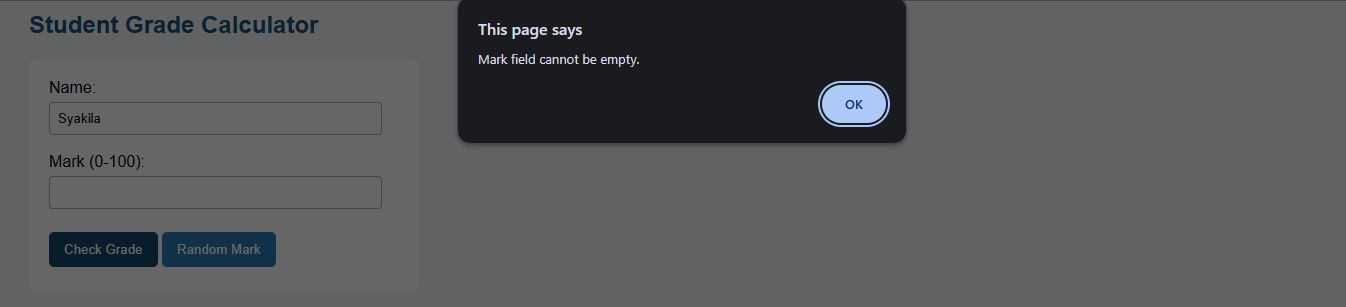 Student Grade Calculator
This page says
Mark field cannot be empty.
OK
Name:
Syakila
Mark (0-100):
Check Grade
Random Mark